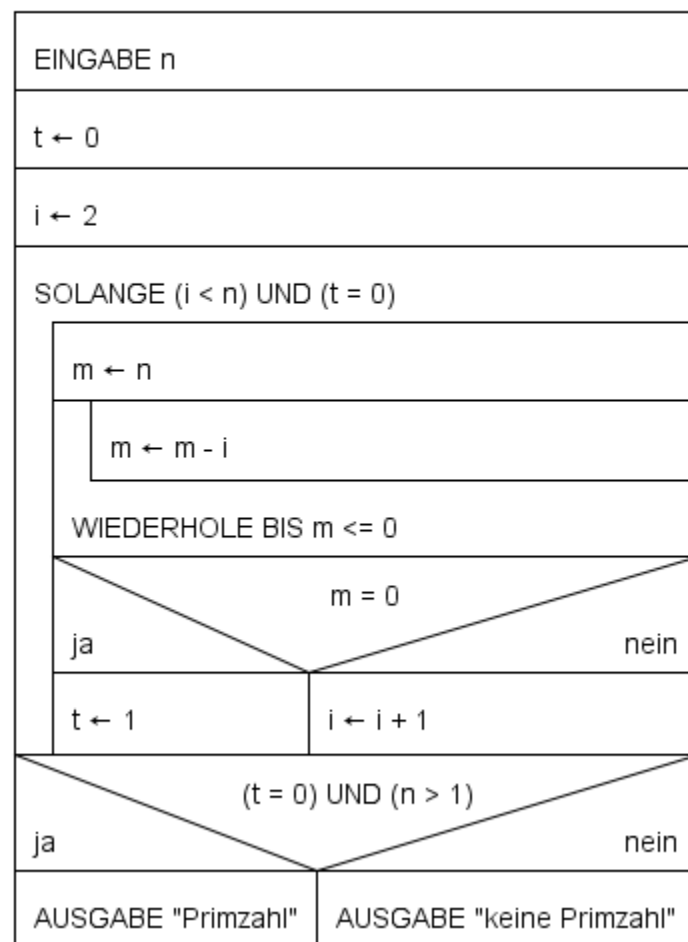 EINGABE n
t ← 0
i ← 2
SOLANGE (i < n) UND (t = 0)
m ← n
m ← m - i
WIEDERHOLE BIS m <= 0
m = 0
ja
nein
t ← 1
i ← i + 1
(t = 0) UND (n > 1)
ja
nein
AUSGABE "Primzahl"
AUSGABE "keine Primzahl"